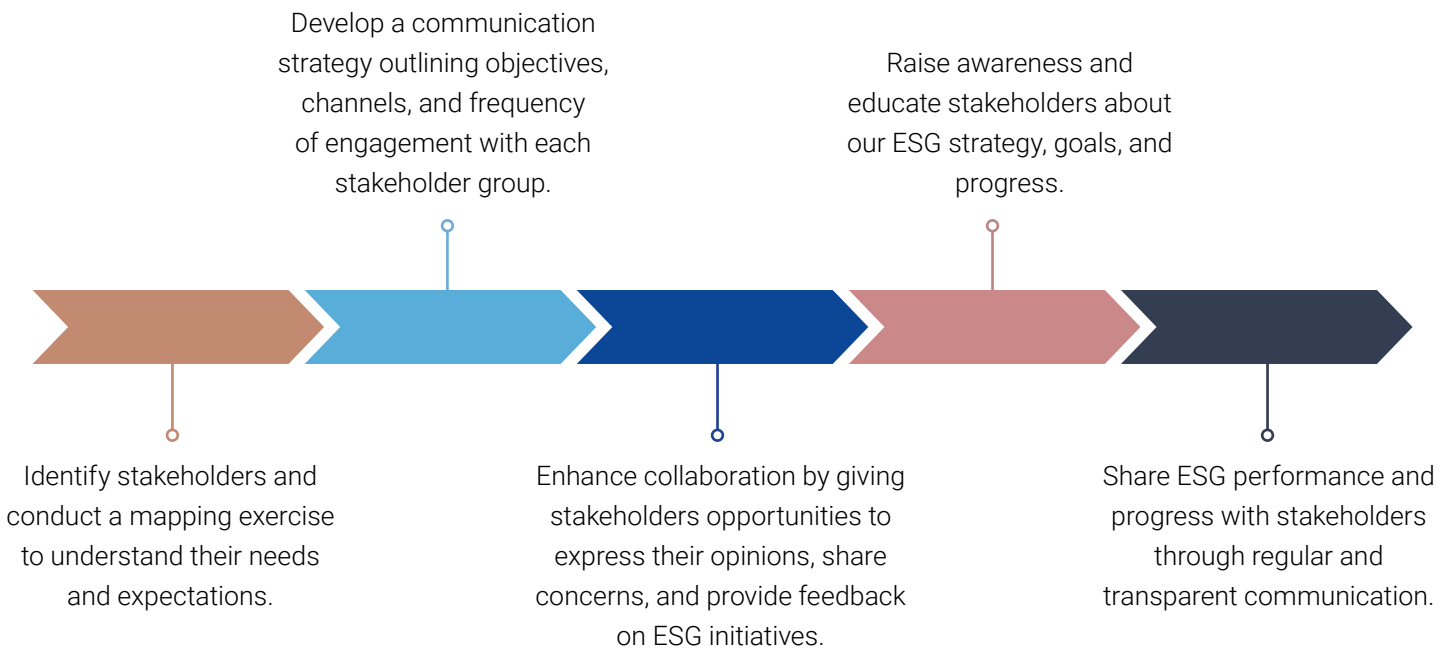 Develop a communication
strategy outlining objectives,
channels, and frequency
of engagement with each
stakeholder group.
Raise awareness and
educate stakeholders about
our ESG strategy, goals, and
progress.
Identify stakeholders and
conduct a mapping exercise
to understand their needs
and expectations.
Enhance collaboration by giving
stakeholders opportunities to
express their opinions, share
concerns, and provide feedback
on ESG initiatives.
Share ESG performance and
progress with stakeholders
through regular and
transparent communication.